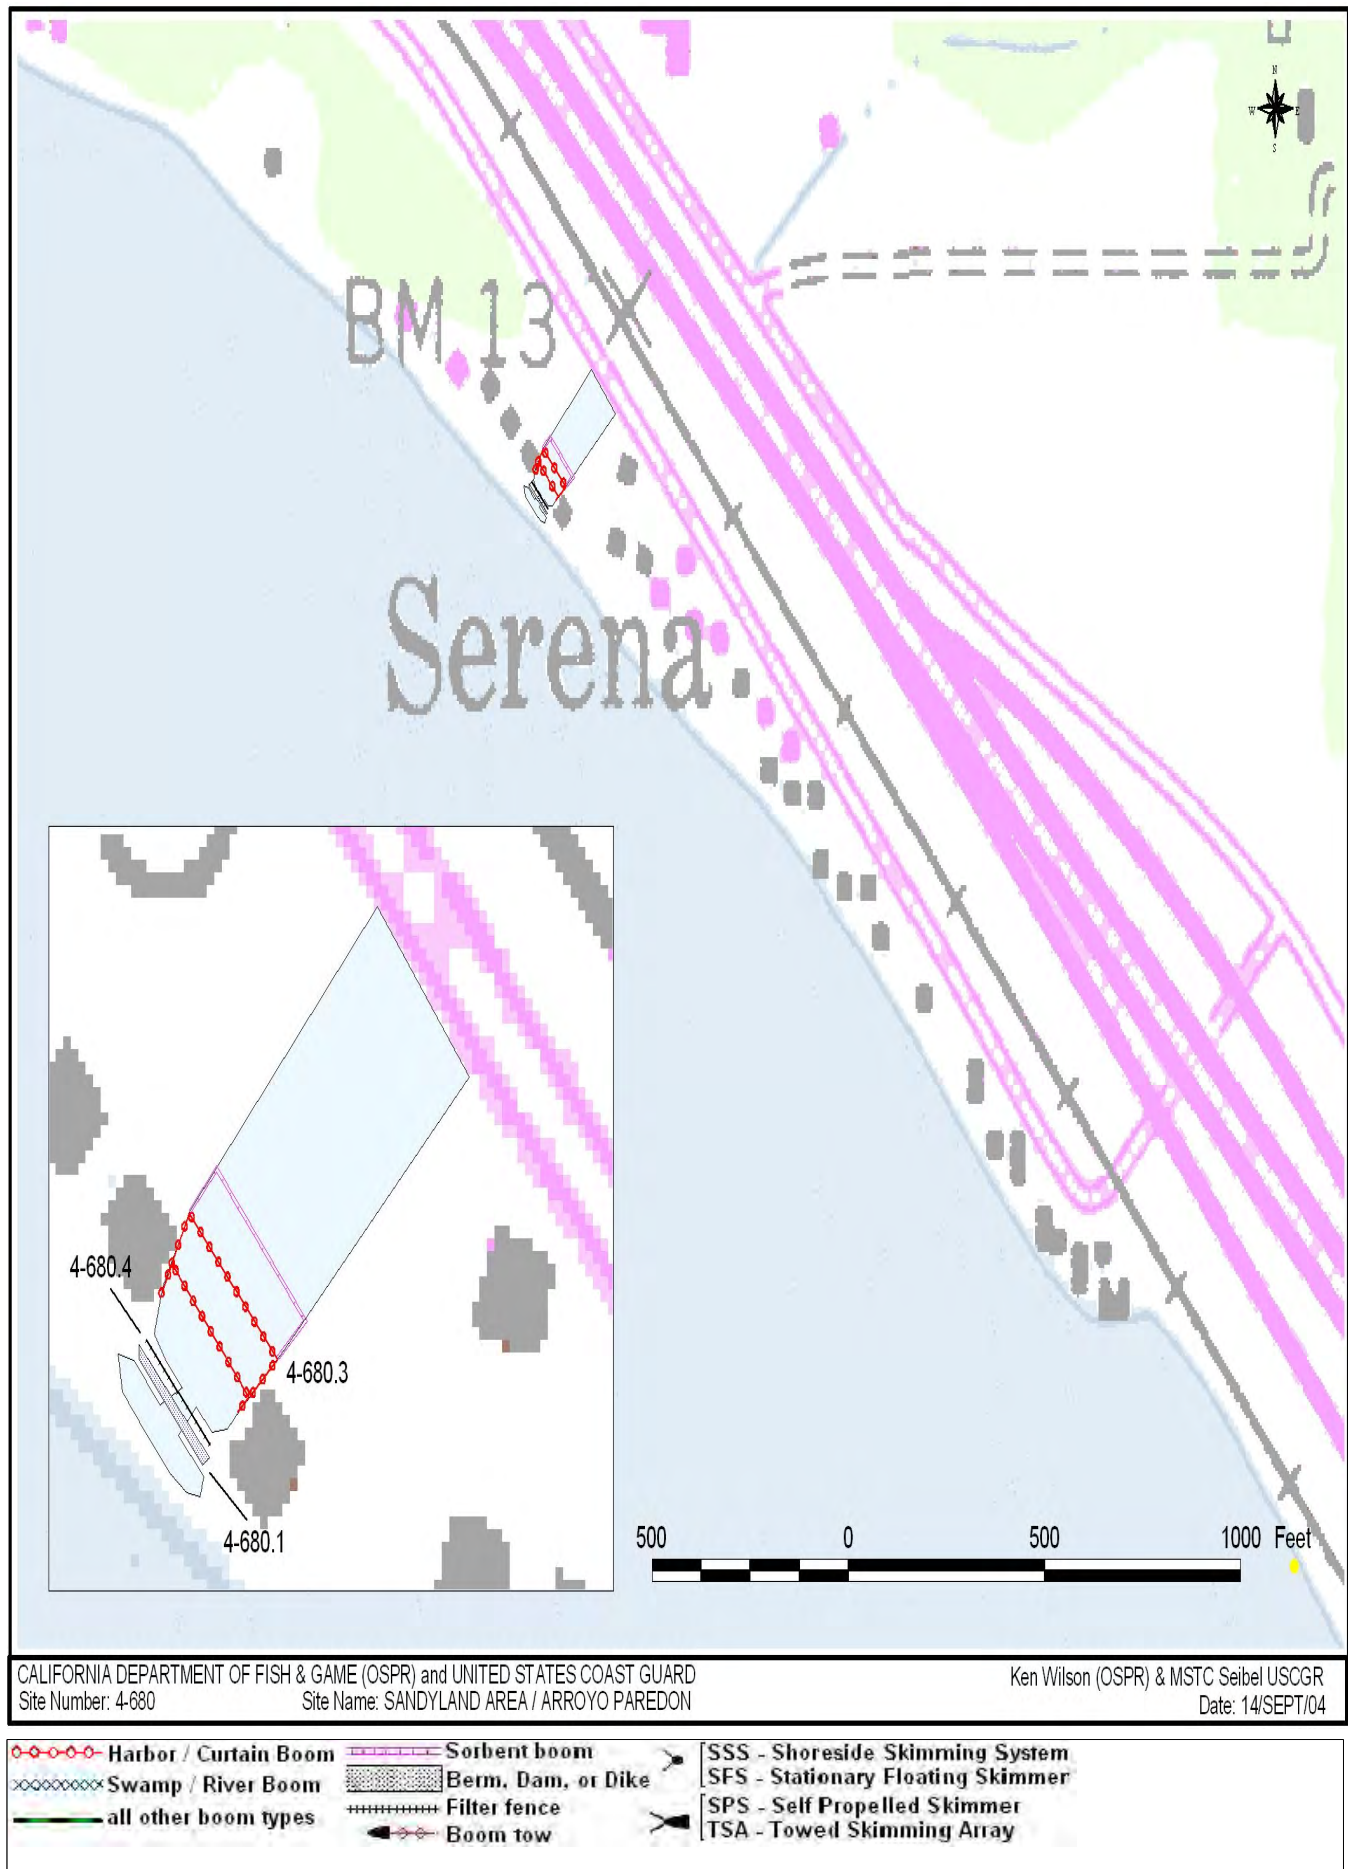 N
W E
S
BM 13
Serena
4-680.4
4-680.3
4-680.1
500 0 500 1000 Feet
CALIFORNIA DEPARTMENT OF FISH & GAME (OSPR) and UNITED STATES COAST GUARD
Ken Wilson (OSPR) & MSTC Seibel USCGR
Site Number: 4-680 Site Name: SANDYLAND AREA / ARROYO PAREDON
Date: 14/SEPT/04
Harbor / Curtain Boom
Swamp / River Boom
all other boom types
Sorbent boom
Berm, Dam, or Dike
Filter fence
Boom tow
SSS - Shoreside Skimming System
SFS - Stationary Floating Skimmer
SPS - Self Propelled Skimmer
TSA - Towed Skimming Array